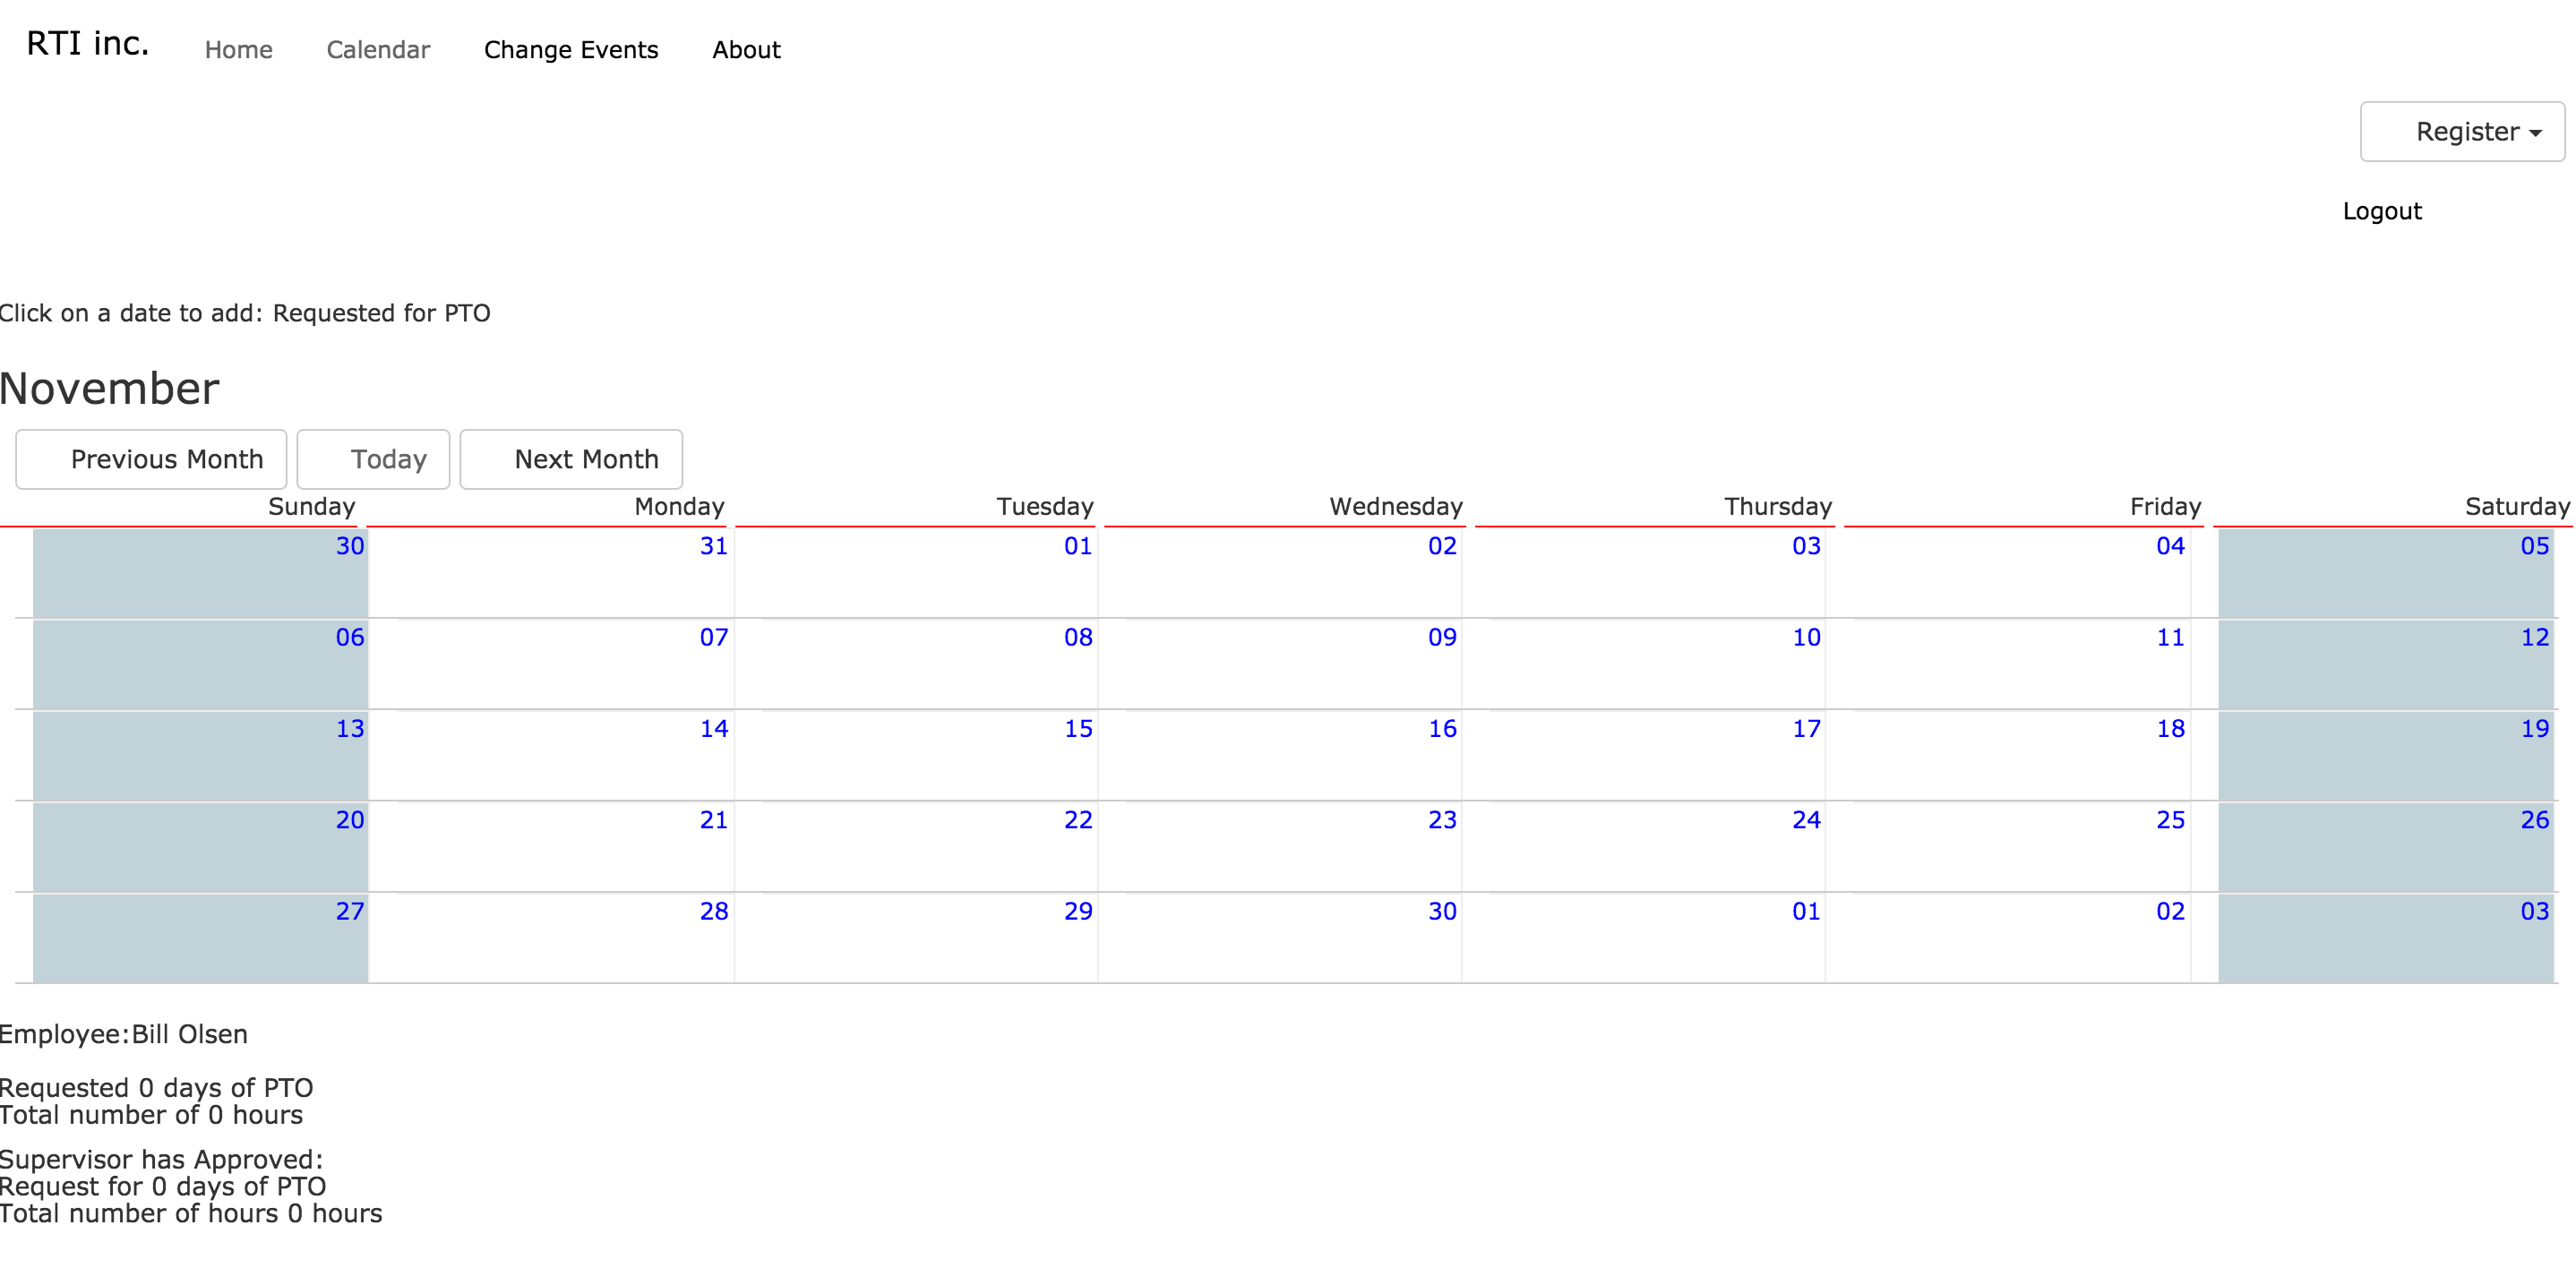 RTI inc. Home Calendar Change Events About
Register
Logout
Click on a date to add: Requested for PTO
November
Previous Month Today Next Month
Sunday Monday Tuesday Wednesday Thursday Friday Saturday
30 31 01 02 03 04 05
06 07 08 09 10 11 12
13 14 15 16 17 18 19
20 21 22 23 24 25 26
27 28 29 30 01 02 03
Employee:Bill Olsen
Requested 0 days of PTO
Total number of 0 hours
Supervisor has Approved:
Request for 0 days of PTO
Total number of hours 0 hours